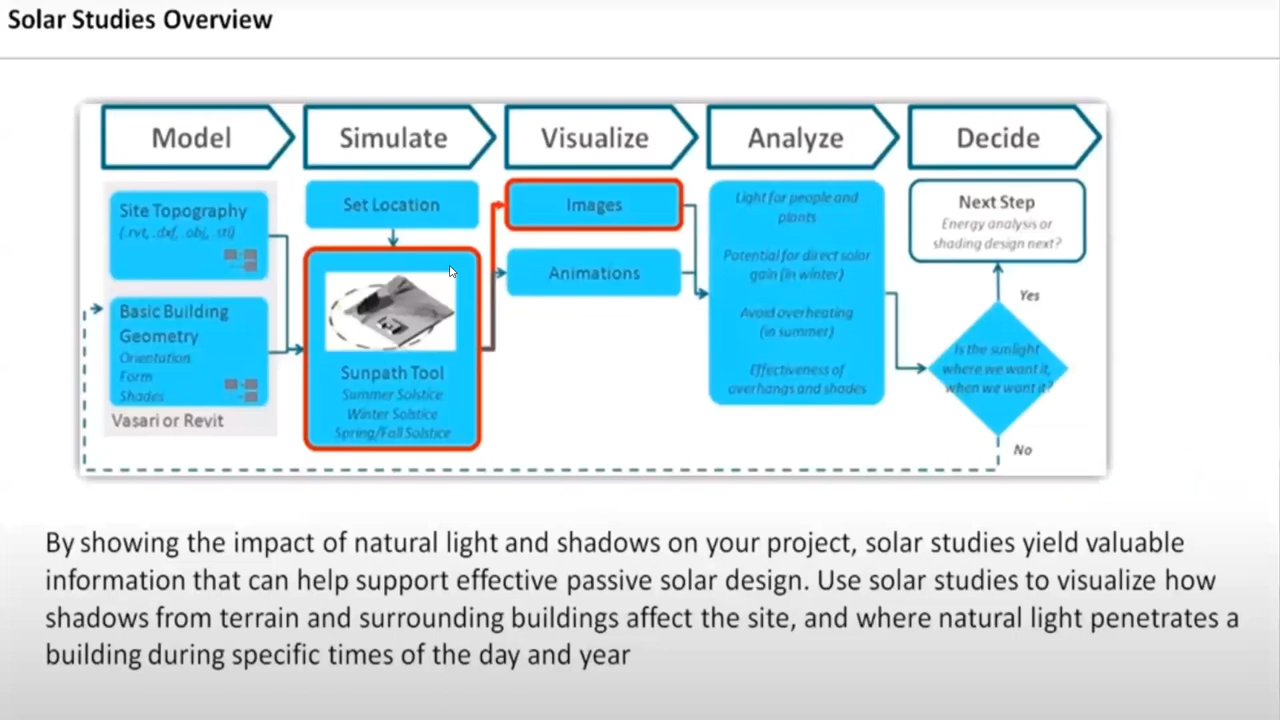 Solar Studies Overview
Model
Simulate
Visualize
Analyze
Decide
Site Topography
(.rvt, .dxf, .obj, .stl)
Basic Building
Geometry
Orientation
Form
Shades
Vasari or Revit
Set Location
Sunpath Tool
Summer Solstice
Winter Solstice
Spring/Fall Solstice
Images
Animations
Light for people and
plants
Potential for direct solar
gain (in winter)
Avoid overheating
(in summer)
Effectiveness of
overhangs and shades
Next Step
Energy analysis or
shading design next?
Yes
Is the sunlight
where we want it,
when we want it?
No
By showing the impact of natural light and shadows on your project, solar studies yield valuable
information that can help support effective passive solar design. Use solar studies to visualize how
shadows from terrain and surrounding buildings affect the site, and where natural light penetrates a
building during specific times of the day and year